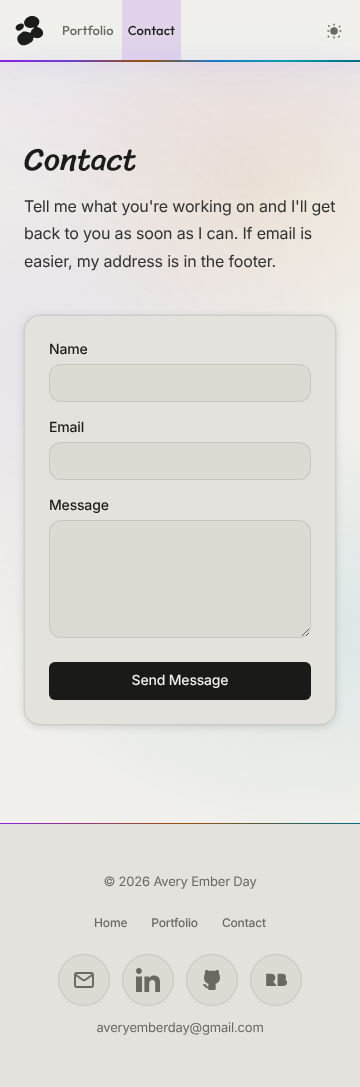 Portfolio
Contact
Contact
Tell me what you're working on and I'll get
back to you as soon as I can. If email is
easier, my address is in the footer.
Name
Email
Message
Send Message
© 2026 Avery Ember Day
Home
Portfolio
Contact
in
RB
averyemberday@gmail.com